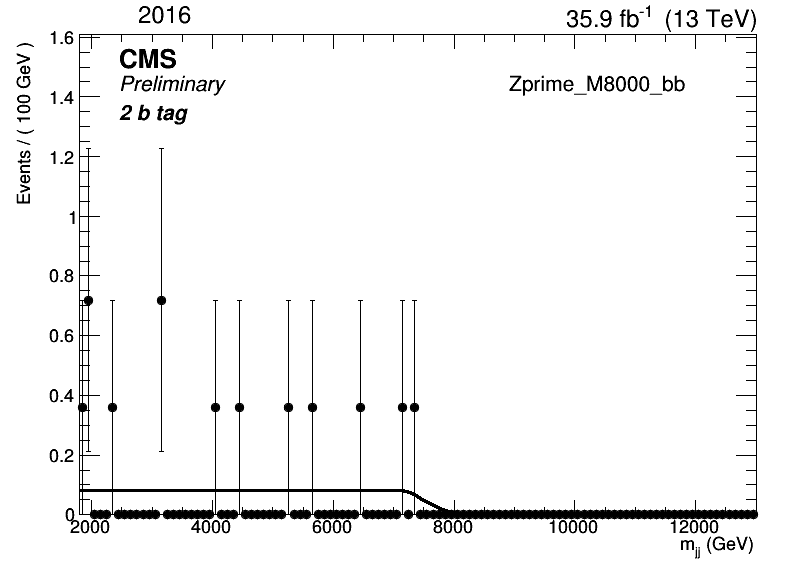 2016
35.9 fb-1 (13 TeV)
CMS
Preliminary
2 b tag
Zprime_M8000_bb
Events / ( 100 GeV )
1.6
1.4
1.2
1
0.8
0.6
0.4
0.2
0
2000 4000 6000 8000 10000 12000
mjj (GeV)